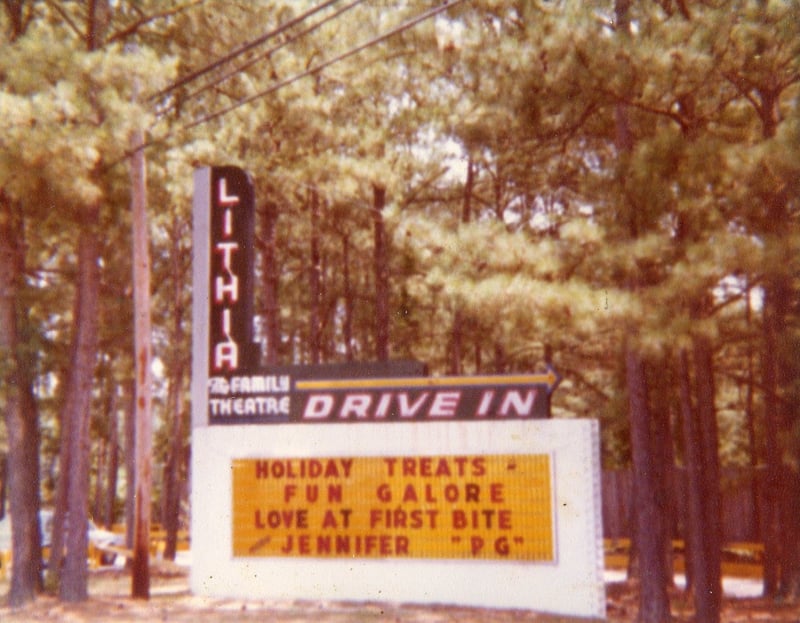 LITHIA
The FAMILY
THEATRE
DRIVE IN
HOLIDAY TREATS -
FUN GALORE
LOVE AT FIRST BITE
JENNIFER "PG"